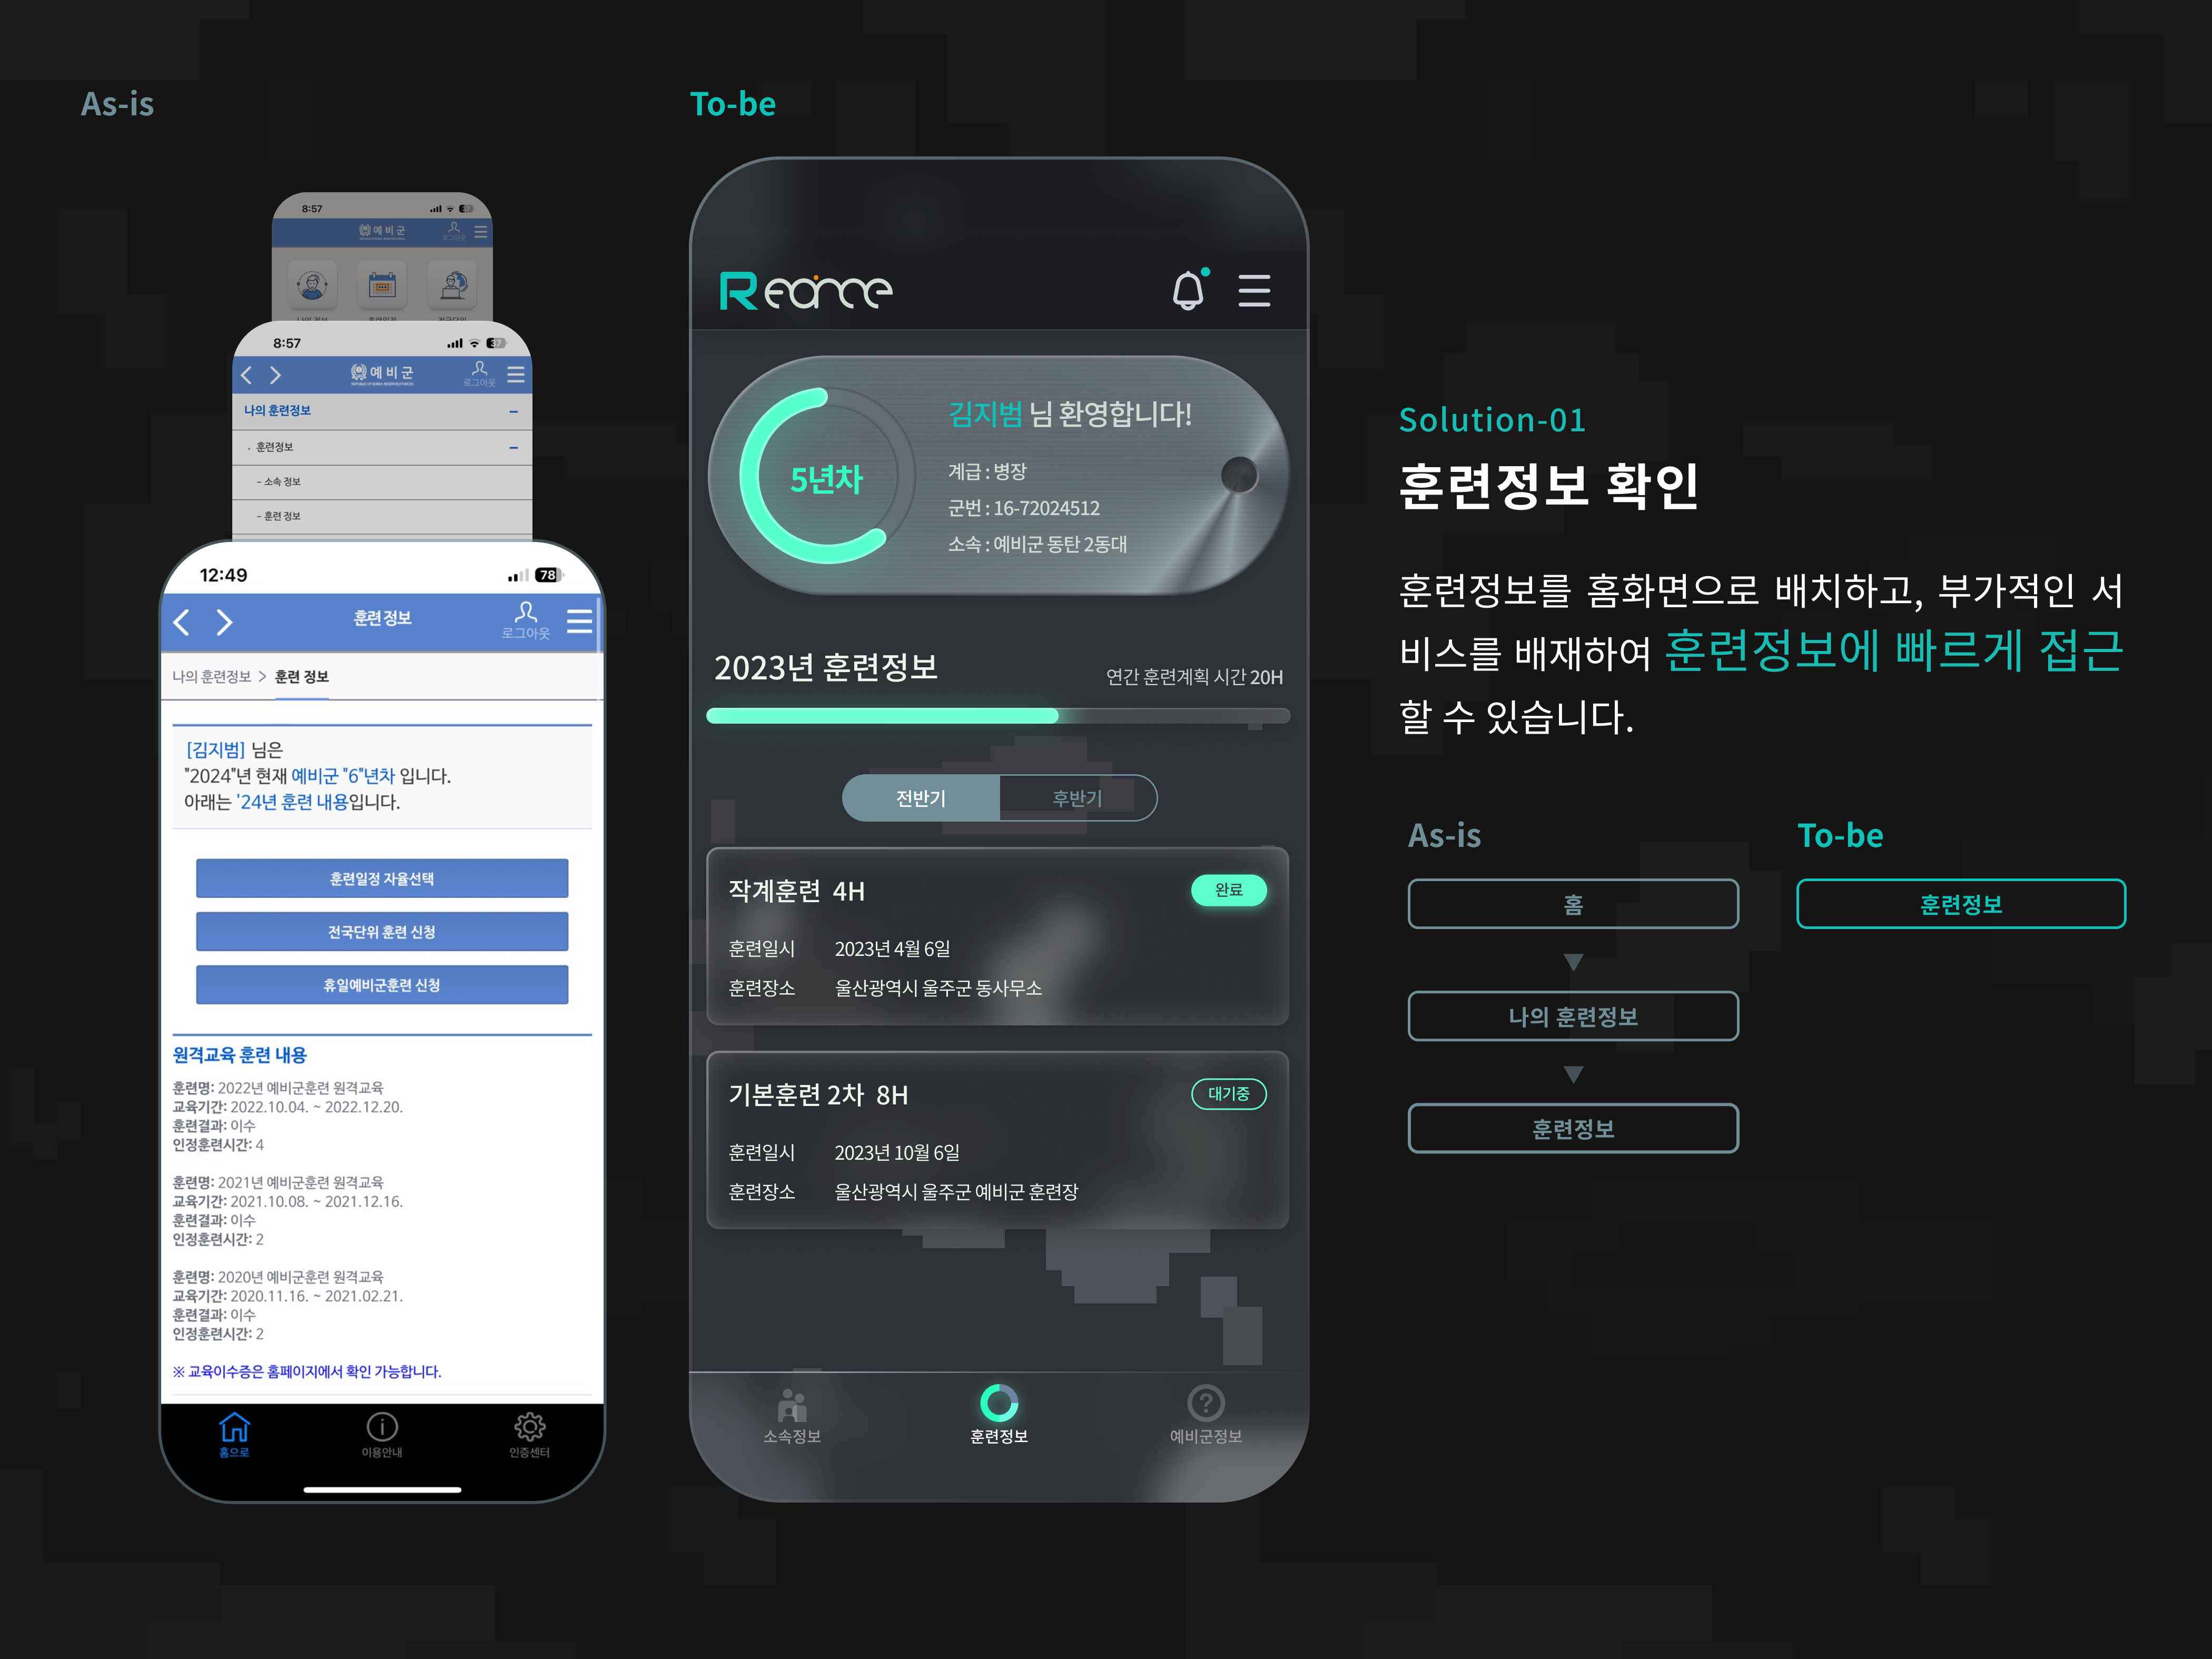 As-is
8:57
예비군
로그아웃
8:57
37
예비군
로그아웃
나의 훈련정보
· 훈련정보
- 소속 정보
- 훈련 정보
12:49
78
훈련 정보
로그아웃
나의 훈련정보 > 훈련 정보
[김지범] 님은
"2024"년 현재 예비군 "6"년차 입니다.
아래는 '24년 훈련 내용입니다.
훈련일정 자율선택
전국단위 훈련 신청
휴일예비군훈련 신청
원격교육 훈련 내용
훈련명: 2022년 예비군훈련 원격교육
교육기간: 2022.10.04. ~ 2022.12.20.
훈련결과: 이수
인정훈련시간: 4
훈련명: 2021년 예비군훈련 원격교육
교육기간: 2021.10.08. ~ 2021.12.16.
훈련결과: 이수
인정훈련시간: 2
훈련명: 2020년 예비군훈련 원격교육
교육기간: 2020.11.16. ~ 2021.02.21.
훈련결과: 이수
인정훈련시간: 2
※ 교육이수증은 홈페이지에서 확인 가능합니다.
홈으로
이용안내
인증센터
To-be
5년차
김지범 님 환영합니다!
계급 : 병장
군번 : 16-72024512
소속 : 예비군 동탄 2동대
2023년 훈련정보
연간 훈련계획 시간 20H
전반기
후반기
작계훈련 4H
완료
훈련일시 2023년 4월 6일
훈련장소 울산광역시 울주군 동사무소
기본훈련 2차 8H
대기중
훈련일시 2023년 10월 6일
훈련장소 울산광역시 울주군 예비군 훈련장
소속정보
훈련정보
예비군정보
Solution-01
훈련정보 확인
훈련정보를 홈화면으로 배치하고, 부가적인 서
비스를 배재하여 훈련정보에 빠르게 접근
할 수 있습니다.
As-is
홈
나의 훈련정보
훈련정보
To-be
훈련정보